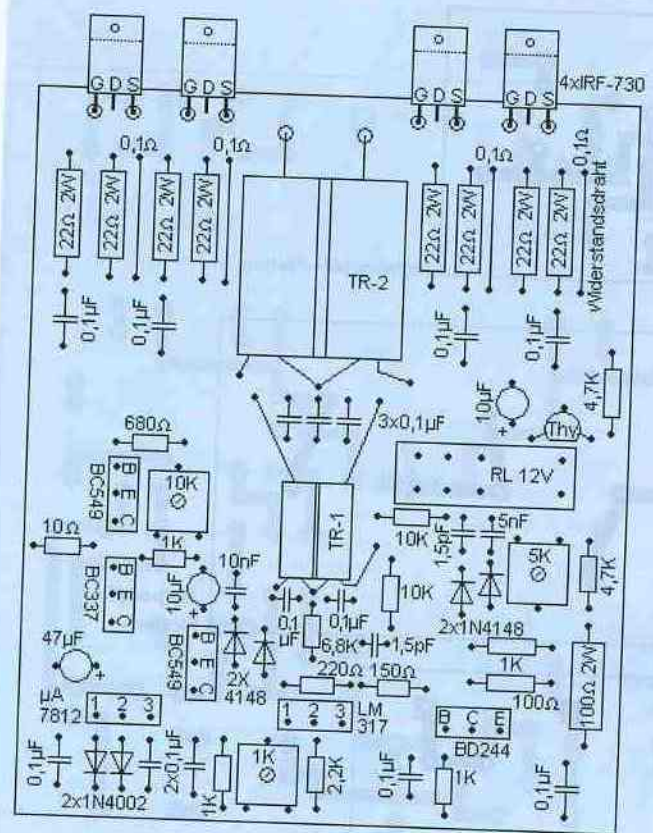 G D S
G D S
G D S
G D S
4xIRF-730
0,1Ω
0,1Ω
0,1Ω
0,1Ω
22Ω 2W
22Ω 2W
22Ω 2W
22Ω 2W
22Ω 2W
22Ω 2W
22Ω 2W
22Ω 2W
Widerstandsdraht
TR-2
0,1µF
0,1µF
0,1µF
0,1µF
10µF
+
Thv
4,7K
3x0,1µF
680Ω
BC549
B E C
10K
RL 12V
TR-1
10Ω
1K
10K
1,5pF
5nF
5K
4,7K
BC337
B E C
10µF
+
10nF
10K
2x1N4148
0,1
µF
0,1µF
6,8K
1,5pF
47µF
+
BC549
B E C
2X
4148
220Ω
150Ω
1K
100Ω
100Ω 2W
µA
7812
1 2 3
1 2 3
LM
317
B C E
BD244
0,1µF
2x1N4002
2x0,1µF
1K
1K
2,2K
0,1µF
1K
0,1µF